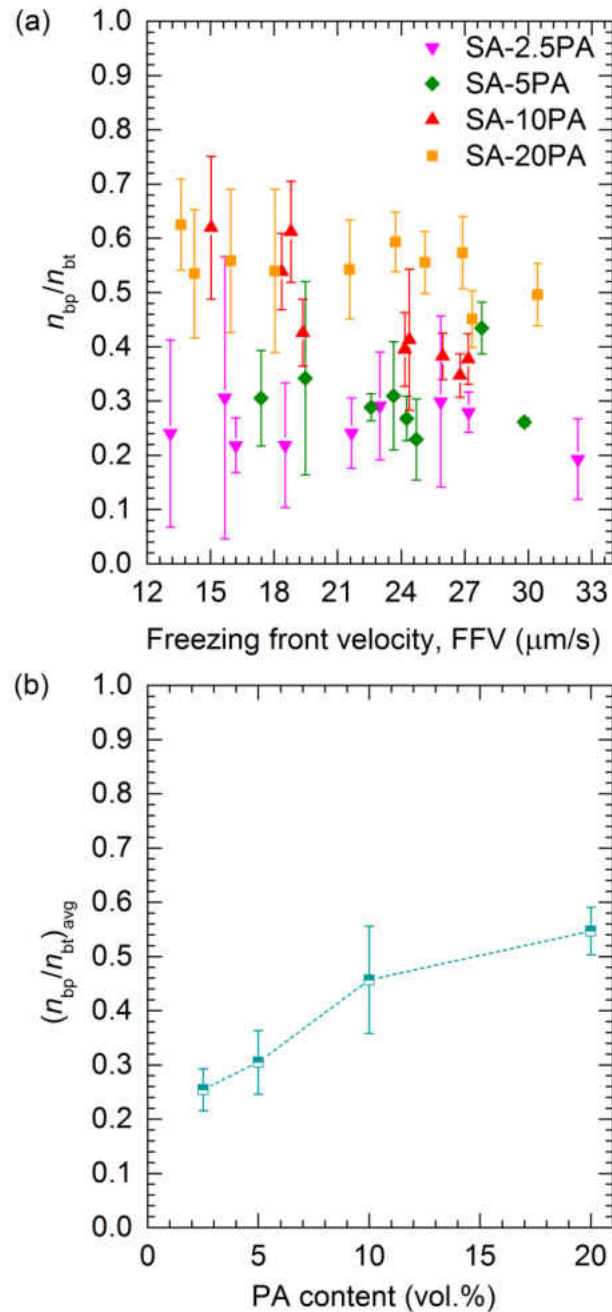 (a)
1.0
0.9
0.8
0.7
0.6
0.5
0.4
0.3
0.2
0.1
0.0
nbp/nbt
SA-2.5PA
SA-5PA
SA-10PA
SA-20PA
12 15 18 21 24 27 30 33
Freezing front velocity, FFV (μm/s)
(b)
1.0
0.9
0.8
0.7
0.6
0.5
0.4
0.3
0.2
0.1
0.0
(nbp/nbt)avg
0 5 10 15 20
PA content (vol.%)